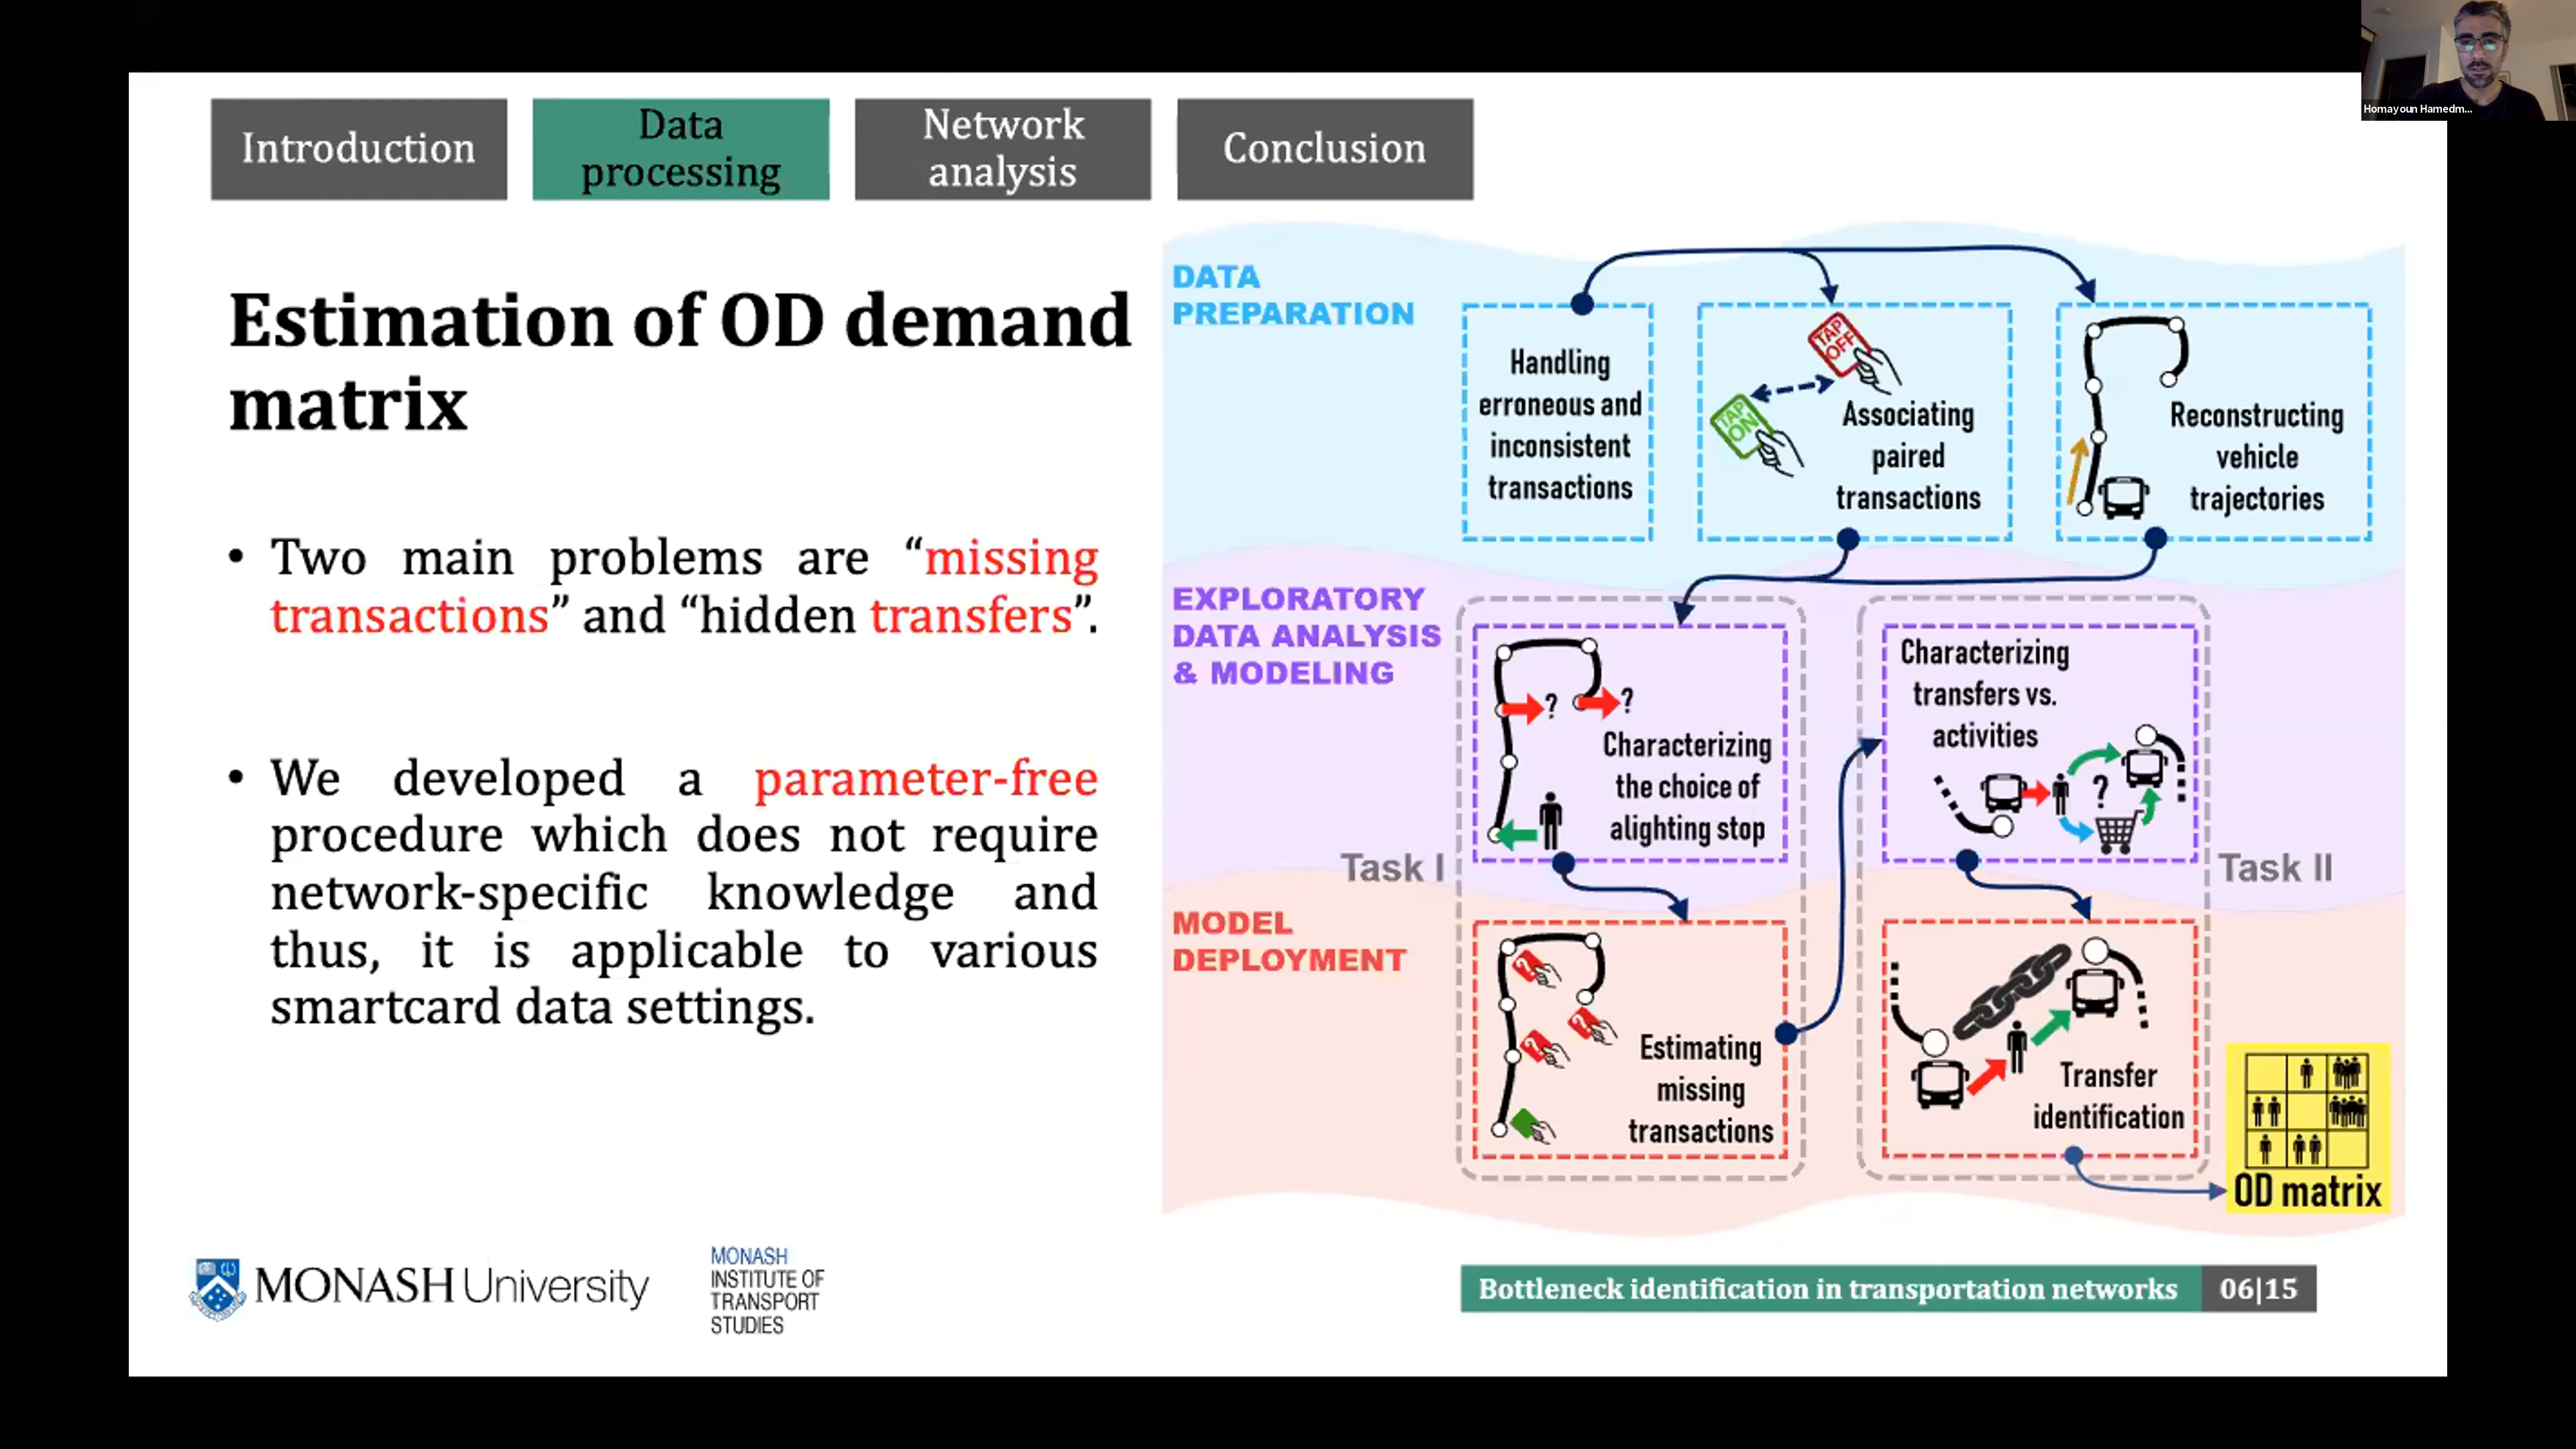 Homayoun Hamedm...
Introduction
Data
processing
Network
analysis
Conclusion
Estimation of OD demand
matrix
• Two main problems are “missing
transactions” and “hidden transfers”.
• We developed a parameter-free
procedure which does not require
network-specific knowledge and
thus, it is applicable to various
smartcard data settings.
DATA
PREPARATION
Handling
erroneous and
inconsistent
transactions
TAP
OFF
TAP
ON
Associating
paired
transactions
Reconstructing
vehicle
trajectories
EXPLORATORY
DATA ANALYSIS
& MODELING
? ?
Characterizing
the choice of
alighting stop
Task I
Characterizing
transfers vs.
activities
?
Task II
MODEL
DEPLOYMENT
?
?
?
Estimating
missing
transactions
Transfer
identification
OD matrix
MONASH University
MONASH
INSTITUTE OF
TRANSPORT
STUDIES
Bottleneck identification in transportation networks 06|15